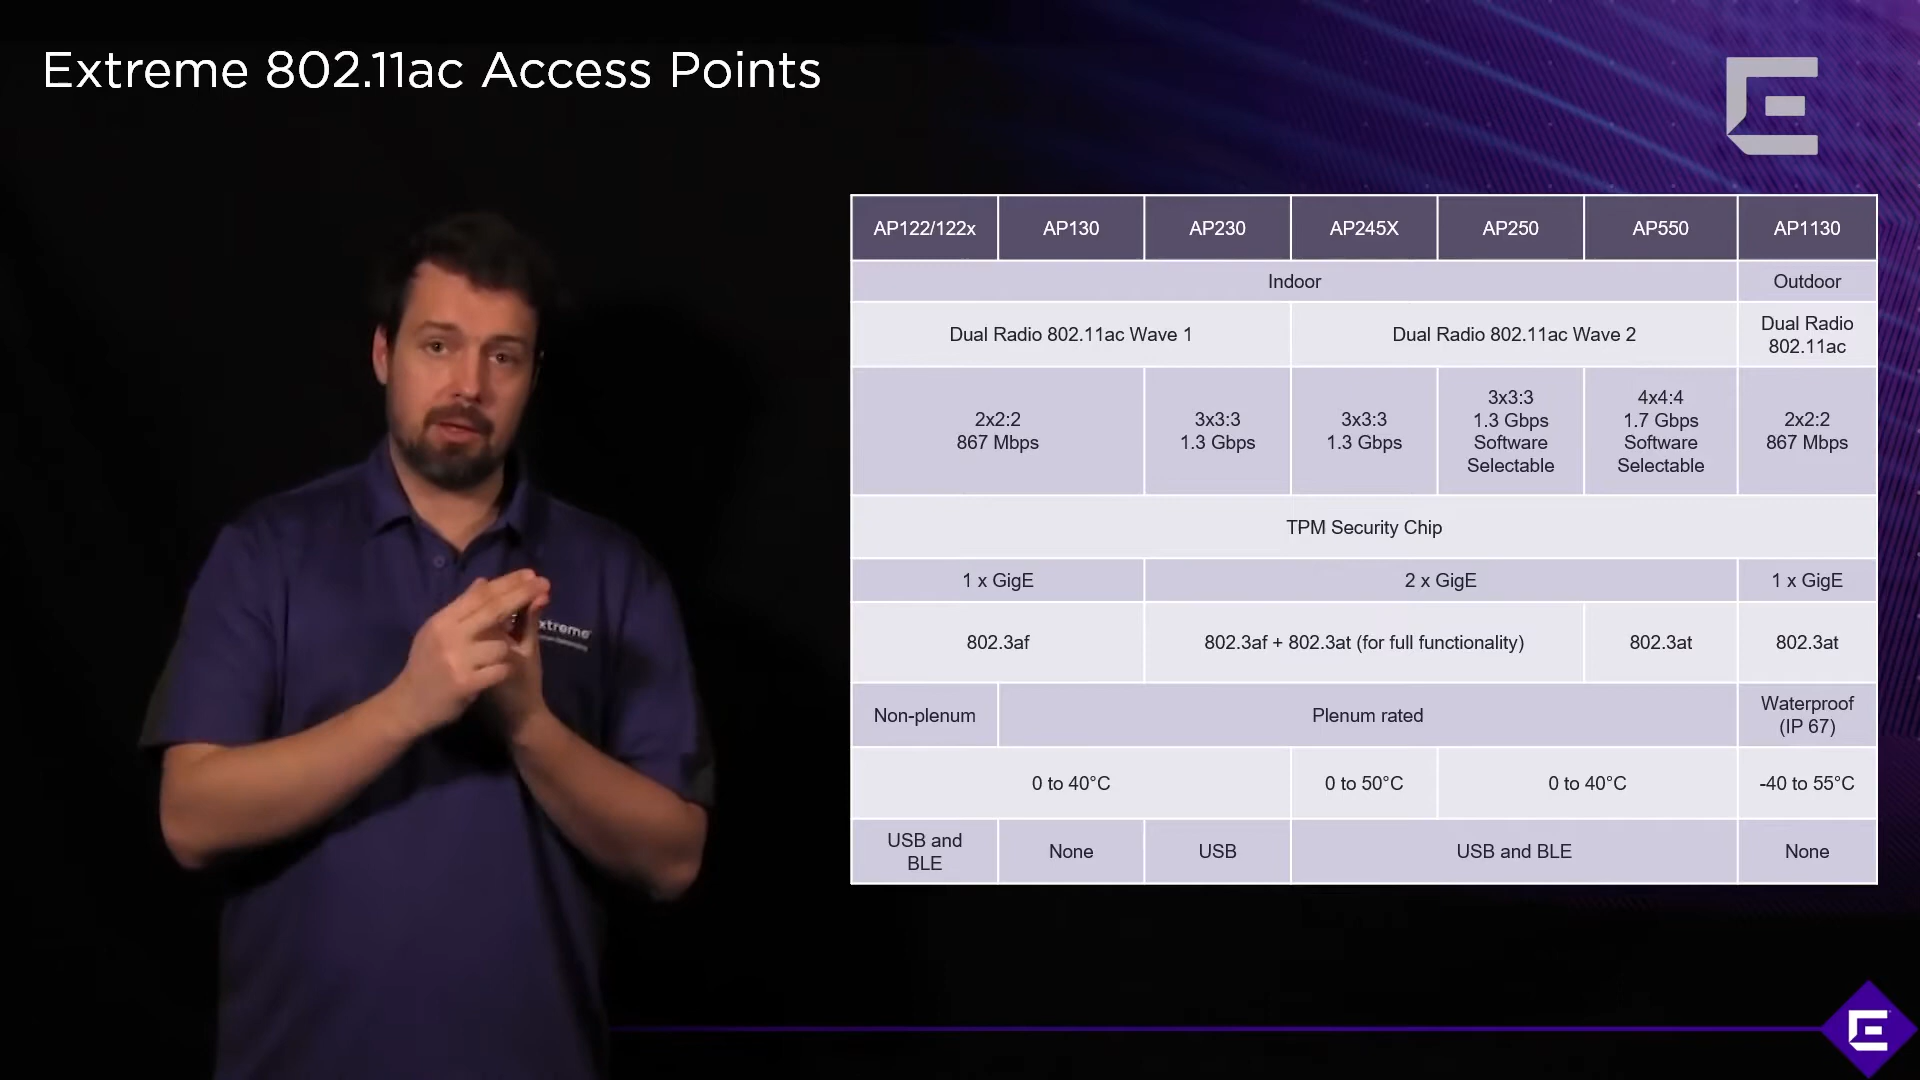 Extreme 802.11ac Access Points
AP122/122x
AP130
AP230
AP245X
AP250
AP550
AP1130
Indoor
Outdoor
Dual Radio 802.11ac Wave 1
Dual Radio 802.11ac Wave 2
Dual Radio
802.11ac
2x2:2
867 Mbps
3x3:3
1.3 Gbps
3x3:3
1.3 Gbps
3x3:3
1.3 Gbps
Software
Selectable
4x4:4
1.7 Gbps
Software
Selectable
2x2:2
867 Mbps
TPM Security Chip
1 x GigE
2 x GigE
1 x GigE
802.3af
802.3af + 802.3at (for full functionality)
802.3at
802.3at
Non-plenum
Plenum rated
Waterproof
(IP 67)
0 to 40°C
0 to 50°C
0 to 40°C
-40 to 55°C
USB and
BLE
None
USB
USB and BLE
None
xtreme